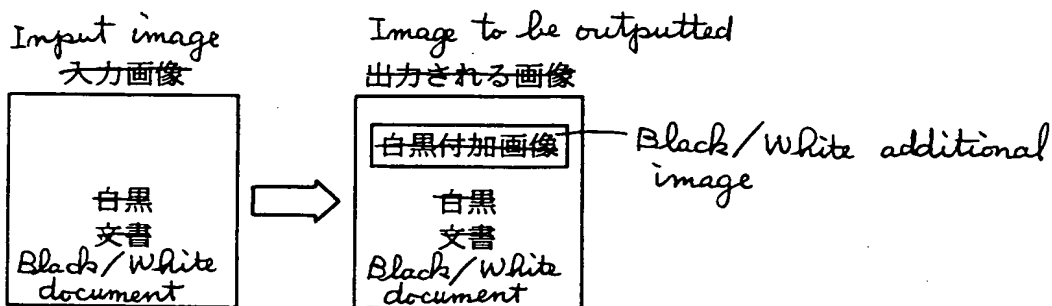 Input image
入力画像
白黒
文書
Black/White
document
Image to be outputted
出力される画像
白黒付加画像
Black/White additional
image
白黒
文書
Black/White
document